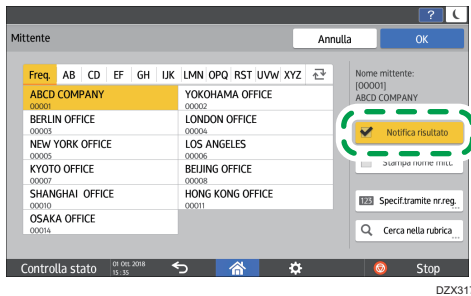 ?
Mittente
Annulla
OK
Freq. AB CD EF GH IJK LMN OPQ RST UVW XYZ
ABCD COMPANY
00001
YOKOHAMA OFFICE
00002
BERLIN OFFICE
00003
LONDON OFFICE
00004
NEW YORK OFFICE
00005
LOS ANGELES
00006
KYOTO OFFICE
00007
BEIJING OFFICE
00008
SHANGHAI OFFICE
00010
HONG KONG OFFICE
00011
OSAKA OFFICE
00014
Nome mittente:
[00001]
ABCD COMPANY
Notifica risultato
Stampa nome mitt.
123 Specif.tramite nr.reg.
...
Cerca nella rubrica
...
Controlla stato
01 Ott. 2018
15:35
Stop
DZX31